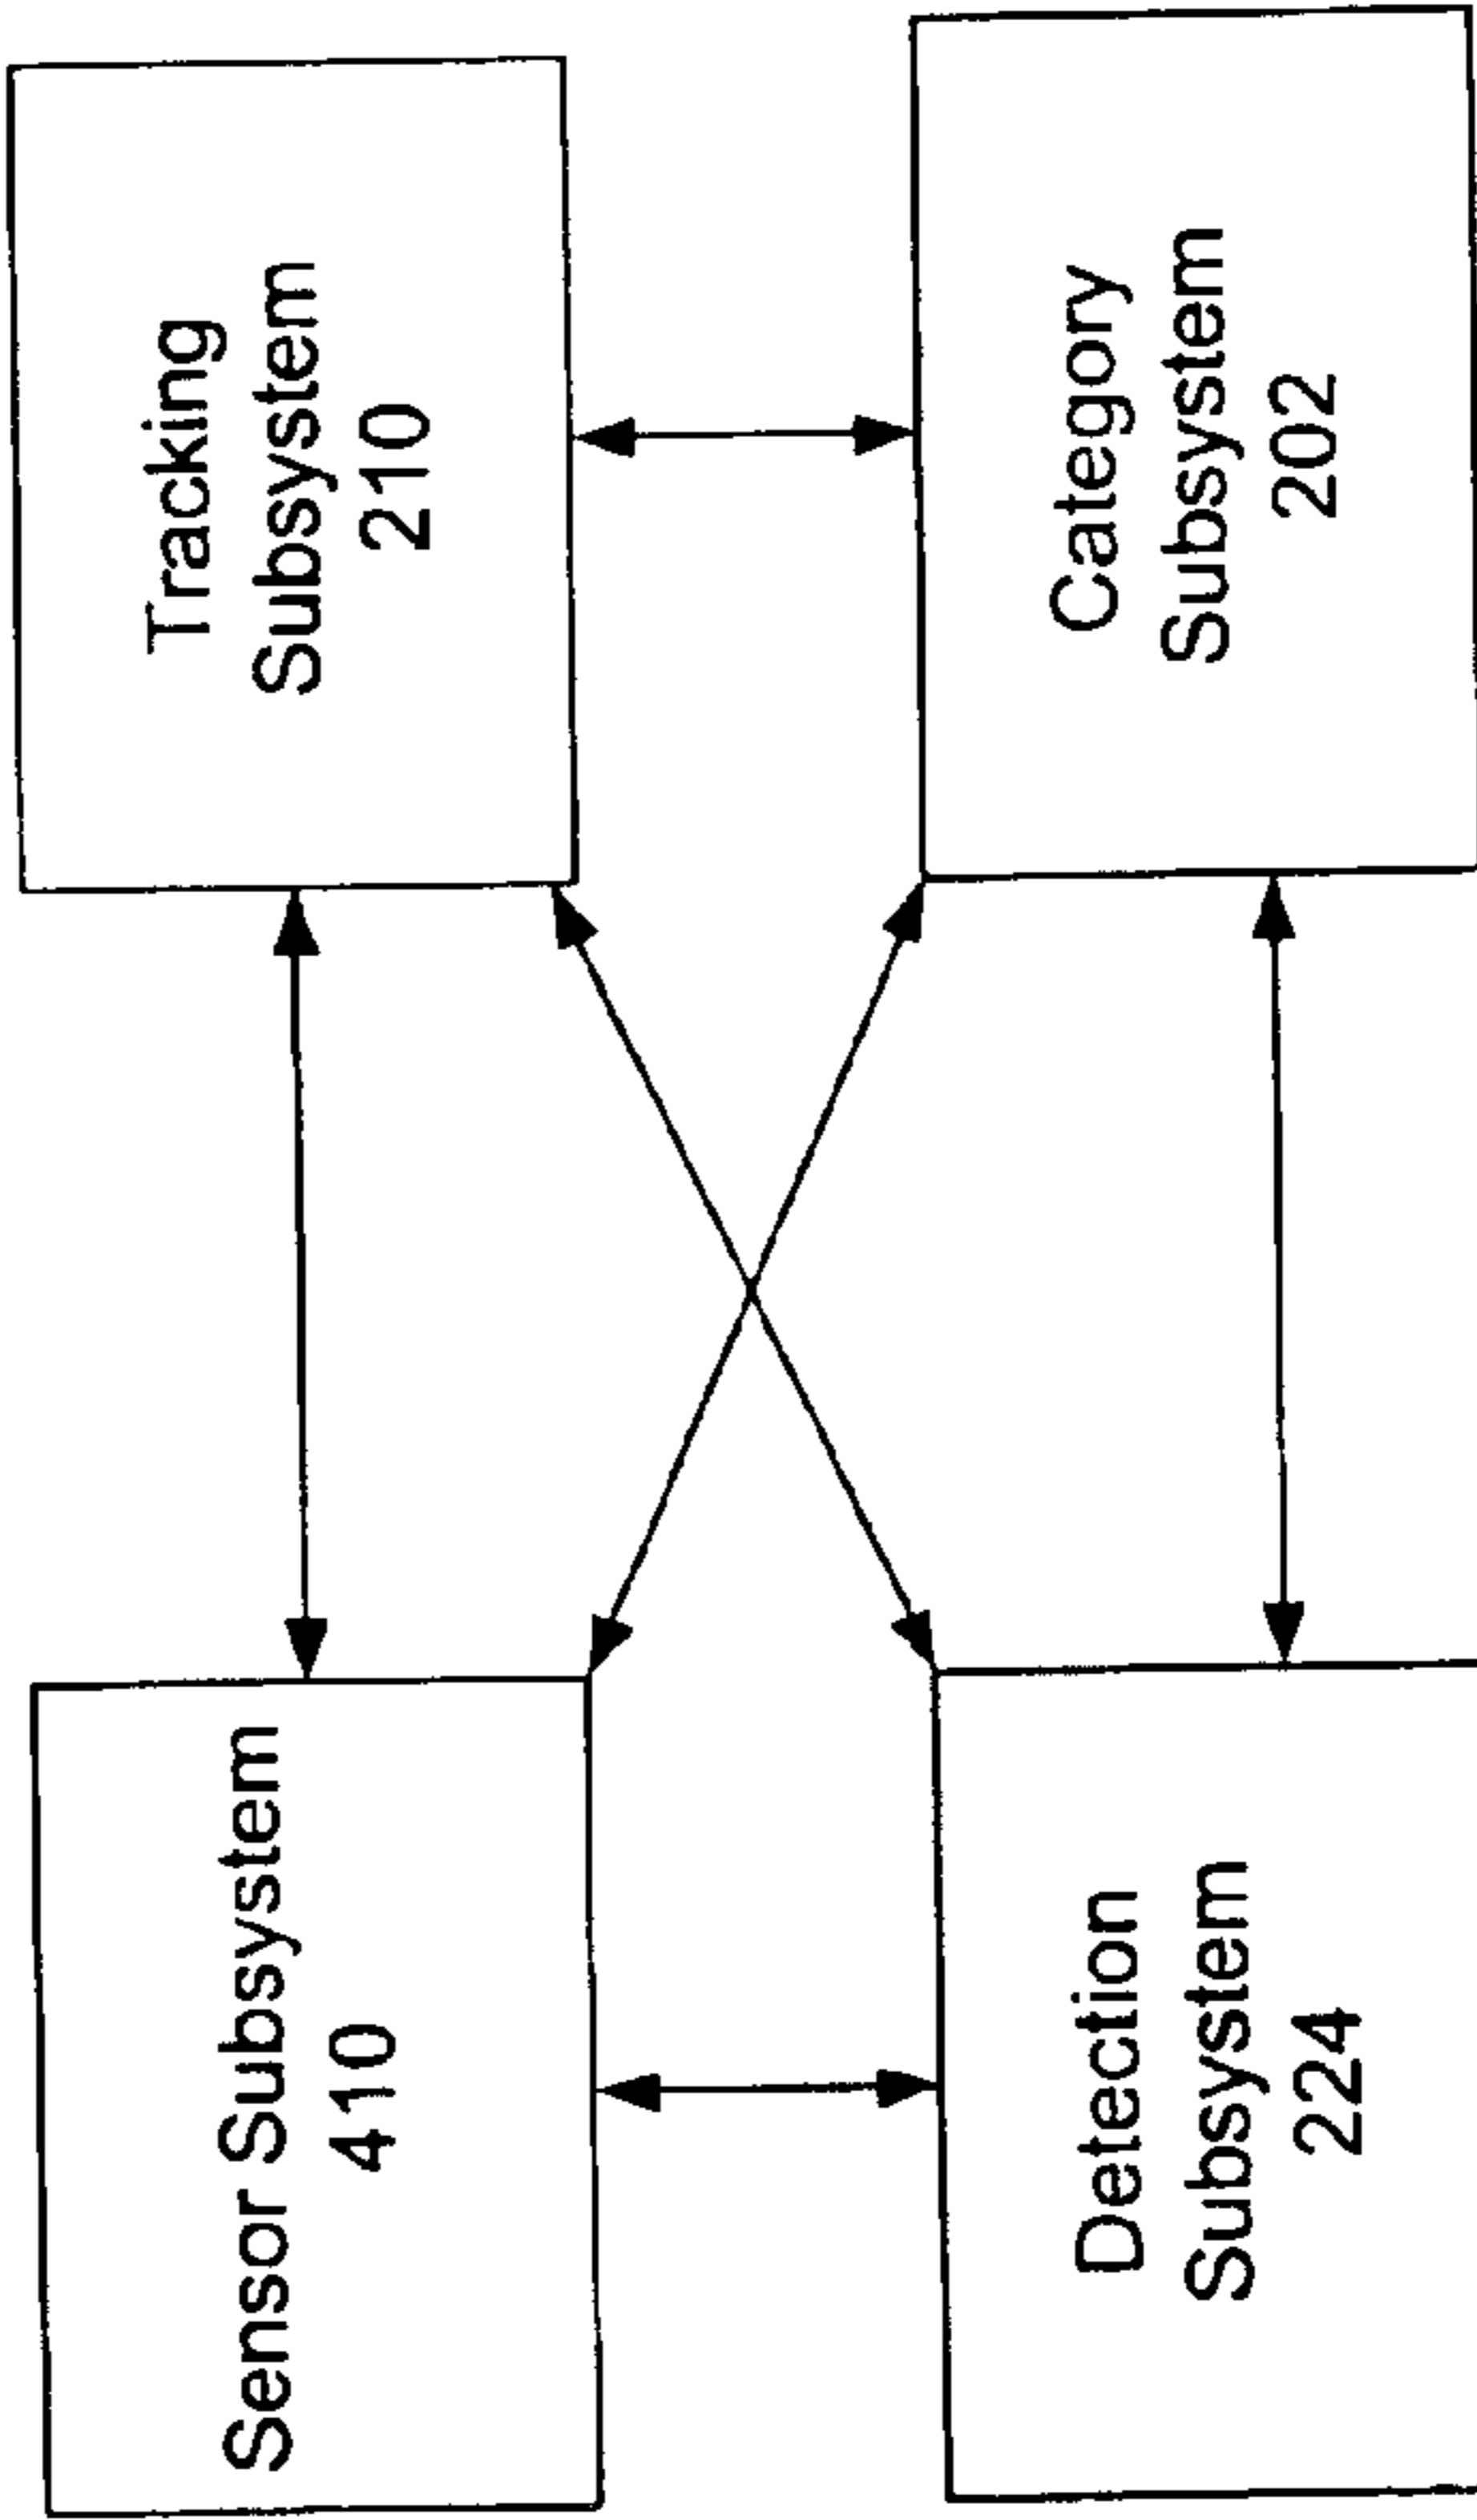 Sensor Subsystem
410
Tracking
Subsystem
210
Detection
Subsystem
224
Category
Subsystem
202